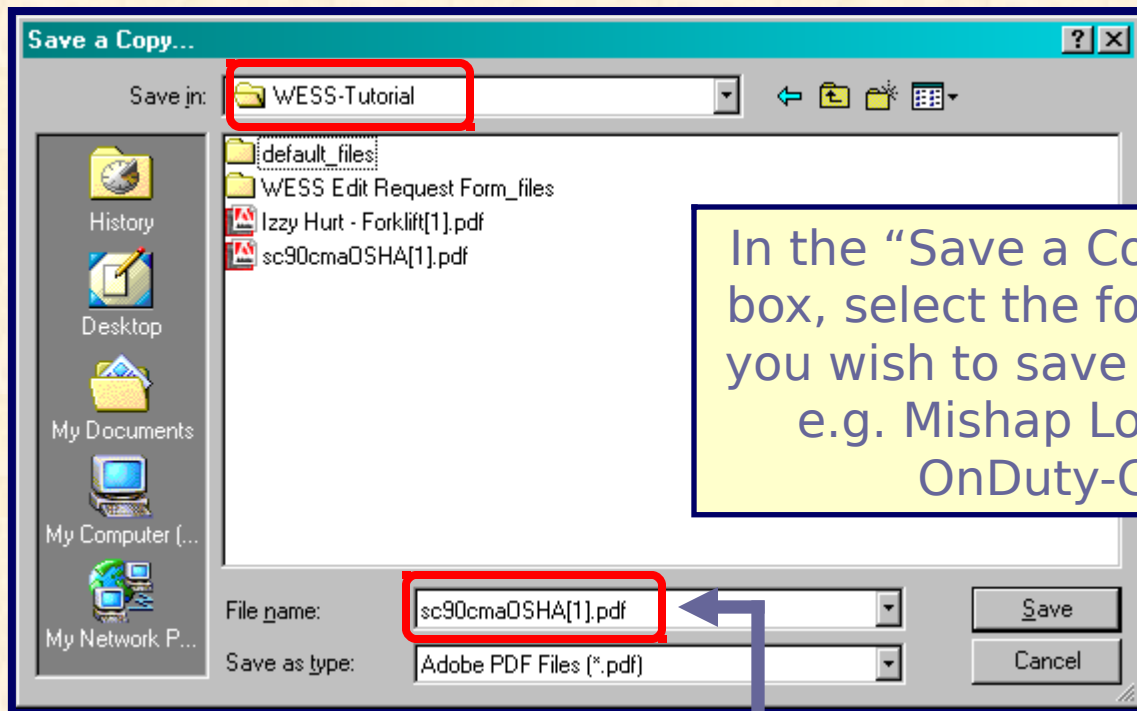 Save a Copy...
Save in: WESS-Tutorial
default_files
WESS Edit Request Form_files
Izzy Hurt - Forklift[1].pdf
sc90cmaOSHA[1].pdf
History
Desktop
My Documents
My Computer (...
My Network P...
In the “Save a Co
box, select the fo
you wish to save
e.g. Mishap Lo
OnDuty-
File name: sc90cmaOSHA[1].pdf Save
Save as type: Adobe PDF Files (*.pdf) Cancel